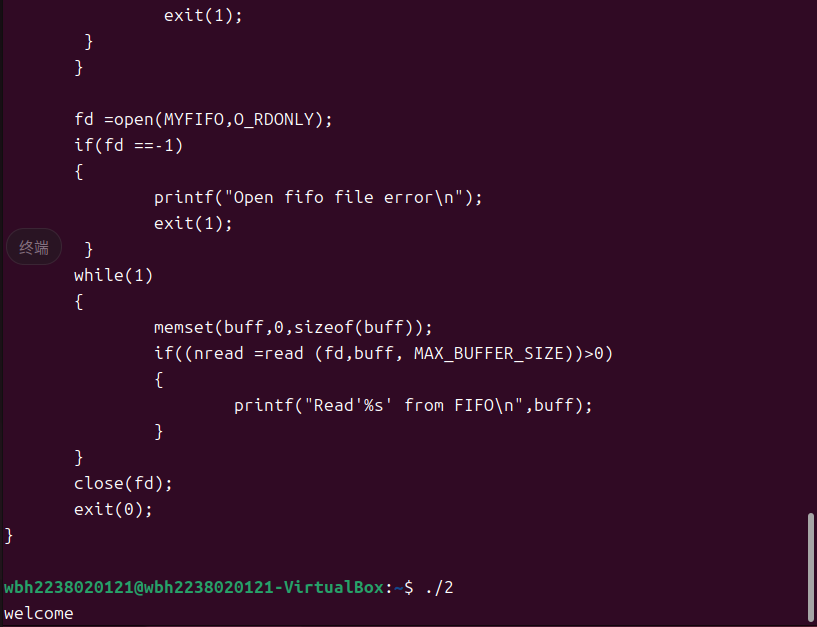 exit(1);
}
}
fd =open(MYFIFO,O_RDONLY);
if(fd ==-1)
{
printf("Open fifo file error\n");
exit(1);
终端
}
while(1)
{
memset(buff,0,sizeof(buff));
if((nread =read (fd,buff, MAX_BUFFER_SIZE))>0)
{
printf("Read'%s' from FIFO\n",buff);
}
}
close(fd);
exit(0);
}
wbh2238020121@wbh2238020121-VirtualBox:~$ ./2
welcome